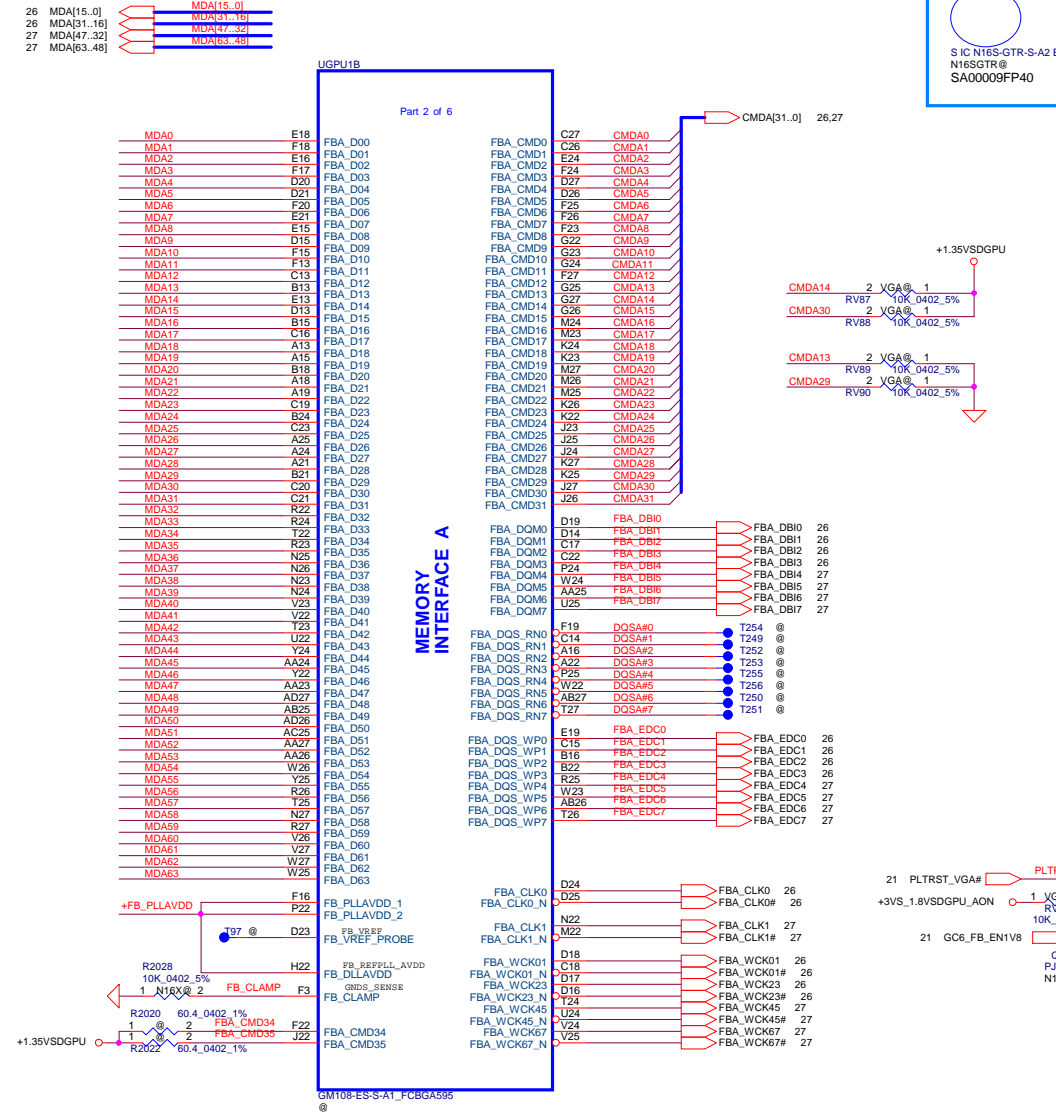 26 MDA[15..0] MDA[15..0]
26 MDA[31..16] MDA[31..16]
27 MDA[47..32] MDA[47..32]
27 MDA[63..48] MDA[63..48]
S IC N16S-GTR-S-A2
N16SGTR@
SA00009FP40
UGPU1B
Part 2 of 6
CMDA[31..0] 26,27
MDA0 E18 FBA_D00 FBA_CMD0 C27 CMDA0
MDA1 F18 FBA_D01 FBA_CMD1 C26 CMDA1
MDA2 E16 FBA_D02 FBA_CMD2 E24 CMDA2
MDA3 F17 FBA_D03 FBA_CMD3 F24 CMDA3
MDA4 D20 FBA_D04 FBA_CMD4 D27 CMDA4
MDA5 D21 FBA_D05 FBA_CMD5 D26 CMDA5
MDA6 F20 FBA_D06 FBA_CMD6 F25 CMDA6
MDA7 E21 FBA_D07 FBA_CMD7 F26 CMDA7
MDA8 E15 FBA_D08 FBA_CMD8 F23 CMDA8
MDA9 D15 FBA_D09 FBA_CMD9 G22 CMDA9
MDA10 F15 FBA_D10 FBA_CMD10 G23 CMDA10
MDA11 F13 FBA_D11 FBA_CMD11 G24 CMDA11
MDA12 C13 FBA_D12 FBA_CMD12 F27 CMDA12
MDA13 B13 FBA_D13 FBA_CMD13 G25 CMDA13
MDA14 E13 FBA_D14 FBA_CMD14 G27 CMDA14
MDA15 D13 FBA_D15 FBA_CMD15 G26 CMDA15
MDA16 B15 FBA_D16 FBA_CMD16 M24 CMDA16
MDA17 C16 FBA_D17 FBA_CMD17 M23 CMDA17
MDA18 A13 FBA_D18 FBA_CMD18 K24 CMDA18
MDA19 A15 FBA_D19 FBA_CMD19 K23 CMDA19
MDA20 B18 FBA_D20 FBA_CMD20 M27 CMDA20
MDA21 A18 FBA_D21 FBA_CMD21 M26 CMDA21
MDA22 A19 FBA_D22 FBA_CMD22 M25 CMDA22
MDA23 C19 FBA_D23 FBA_CMD23 K26 CMDA23
MDA24 B24 FBA_D24 FBA_CMD24 K22 CMDA24
MDA25 C23 FBA_D25 FBA_CMD25 J23 CMDA25
MDA26 A25 FBA_D26 FBA_CMD26 J25 CMDA26
MDA27 A24 FBA_D27 FBA_CMD27 J24 CMDA27
MDA28 A21 FBA_D28 FBA_CMD28 K27 CMDA28
MDA29 B21 FBA_D29 FBA_CMD29 K25 CMDA29
MDA30 C20 FBA_D30 FBA_CMD30 J27 CMDA30
MDA31 C21 FBA_D31 FBA_CMD31 J26 CMDA31
+1.35VSDGPU
CMDA14 2 VGA@ 1
RV87 10K_0402_5%
CMDA30 2 VGA@ 1
RV88 10K_0402_5%
CMDA13 2 VGA@ 1
RV89 10K_0402_5%
CMDA29 2 VGA@ 1
RV90 10K_0402_5%
MDA32 R22 FBA_D32
MDA33 R24 FBA_D33
MDA34 T22 FBA_D34
MDA35 R23 FBA_D35
MDA36 N25 FBA_D36
MDA37 N26 FBA_D37
MDA38 N23 FBA_D38
MDA39 N24 FBA_D39
MDA40 V23 FBA_D40
MDA41 V22 FBA_D41
MDA42 T23 FBA_D42
MDA43 U22 FBA_D43
MDA44 Y24 FBA_D44
MDA45 AA24 FBA_D45
MDA46 Y22 FBA_D46
MDA47 AA23 FBA_D47
MDA48 AD27 FBA_D48
MDA49 AB25 FBA_D49
MDA50 AD26 FBA_D50
MDA51 AC25 FBA_D51
MDA52 AA27 FBA_D52
MDA53 AA26 FBA_D53
MDA54 W26 FBA_D54
MDA55 Y25 FBA_D55
MDA56 R26 FBA_D56
MDA57 T25 FBA_D57
MDA58 N27 FBA_D58
MDA59 R27 FBA_D59
MDA60 V26 FBA_D60
MDA61 V27 FBA_D61
MDA62 W27 FBA_D62
MDA63 W25 FBA_D63
MEMORY
INTERFACE A
FBA_DQM0 D19 FBA_DBI0 FBA_DBI0 26
FBA_DQM1 D14 FBA_DBI1 FBA_DBI1 26
FBA_DQM2 C17 FBA_DBI2 FBA_DBI2 26
FBA_DQM3 C22 FBA_DBI3 FBA_DBI3 26
FBA_DQM4 P24 FBA_DBI4 FBA_DBI4 27
FBA_DQM5 W24 FBA_DBI5 FBA_DBI5 27
FBA_DQM6 AA25 FBA_DBI6 FBA_DBI6 27
FBA_DQM7 U25 FBA_DBI7 FBA_DBI7 27
FBA_DQS_RN0 F19 DQSA#0 T254 @
FBA_DQS_RN1 C14 DQSA#1 T249 @
FBA_DQS_RN2 A16 DQSA#2 T252 @
FBA_DQS_RN3 A22 DQSA#3 T253 @
FBA_DQS_RN4 P25 DQSA#4 T255 @
FBA_DQS_RN5 W22 DQSA#5 T256 @
FBA_DQS_RN6 AB27 DQSA#6 T250 @
FBA_DQS_RN7 T27 DQSA#7 T251 @
FBA_DQS_WP0 E19 FBA_EDC0 FBA_EDC0 26
FBA_DQS_WP1 C15 FBA_EDC1 FBA_EDC1 26
FBA_DQS_WP2 B16 FBA_EDC2 FBA_EDC2 26
FBA_DQS_WP3 B22 FBA_EDC3 FBA_EDC3 26
FBA_DQS_WP4 R25 FBA_EDC4 FBA_EDC4 27
FBA_DQS_WP5 W23 FBA_EDC5 FBA_EDC5 27
FBA_DQS_WP6 AB26 FBA_EDC6 FBA_EDC6 27
FBA_DQS_WP7 T26 FBA_EDC7 FBA_EDC7 27
+FB_PLLAVDD F16 FB_PLLAVDD_1
P22 FB_PLLAVDD_2
T97 @ D23 FB_VREF
FB_VREF_PROBE
H22 FB_REFPLL_AVDD
FB_DLLAVDD
R2028
10K_0402_5%
1 N16X@ 2 FB_CLAMP F3 GNDS_SENSE
FB_CLAMP
R2020 60.4_0402_1%
1 @ 2 FBA_CMD34 F22 FBA_CMD34
+1.35VSDGPU 1 @ 2 FBA_CMD35 J22 FBA_CMD35
R2022 60.4_0402_1%
FBA_CLK0 D24 FBA_CLK0 26
FBA_CLK0_N D25 FBA_CLK0# 26
FBA_CLK1 N22 FBA_CLK1 27
FBA_CLK1_N M22 FBA_CLK1# 27
FBA_WCK01 D18 FBA_WCK01 26
FBA_WCK01_N C18 FBA_WCK01# 26
FBA_WCK23 D17 FBA_WCK23 26
FBA_WCK23_N D16 FBA_WCK23# 26
FBA_WCK45 T24 FBA_WCK45 27
FBA_WCK45_N U24 FBA_WCK45# 27
FBA_WCK67 V24 FBA_WCK67 27
FBA_WCK67_N V25 FBA_WCK67# 27
21 PLTRST_VGA#
+3VS_1.8VSDGPU_AON 1
21 GC6_FB_EN1V8
GM108-ES-S-A1_FCBGA595
@